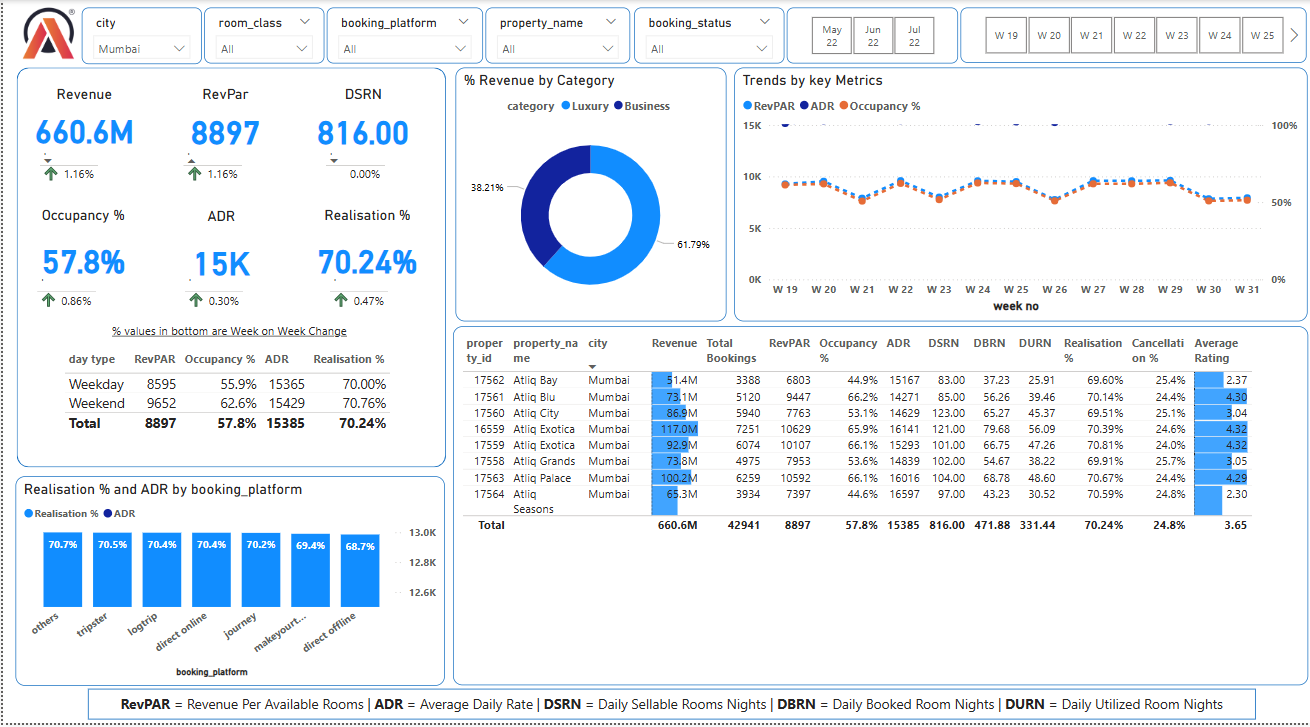 ®
city
Mumbai
room_class
All
booking_platform
All
property_name
All
booking_status
All
May 22
Jun 22
Jul 22
W 19 W 20 W 21 W 22 W 23 W 24 W 25
Revenue RevPar DSRN
660.6M 8897 816.00
1.16% 1.16% 0.00%
Occupancy % ADR Realisation %
57.8% 15K 70.24%
0.86% 0.30% 0.47%
% values in bottom are Week on Week Change
day type RevPAR Occupancy % ADR Realisation %
Weekday 8595 55.9% 15365 70.00%
Weekend 9652 62.6% 15429 70.76%
Total 8897 57.8% 15385 70.24%
% Revenue by Category
category Luxury Business
38.21%
61.79%
Trends by key Metrics
RevPAR ADR Occupancy %
15K 100%
10K
50%
5K
0K 0%
W 19 W 20 W 21 W 22 W 23 W 24 W 25 W 26 W 27 W 28 W 29 W 30 W 31
week no
Realisation % and ADR by booking_platform
Realisation % ADR
70.7% 70.5% 70.4% 70.4% 70.2% 69.4% 68.7%
13.0K
12.8K
12.6K
others tripster logtrip direct online journey makeyourt... direct offline
booking_platform
property_id property_name city Revenue Total Bookings RevPAR Occupancy % ADR DSRN DBRN DURN Realisation % Cancellation % Average Rating
17562 Atliq Bay Mumbai 51.4M 3388 6803 44.9% 15167 83.00 37.23 25.91 69.60% 25.4% 2.37
17561 Atliq Blu Mumbai 73.1M 5120 9447 66.2% 14271 85.00 56.26 39.46 70.14% 24.4% 4.30
17560 Atliq City Mumbai 86.9M 5940 7763 53.1% 14629 123.00 65.27 45.37 69.51% 25.1% 3.04
16559 Atliq Exotica Mumbai 117.0M 7251 10629 65.9% 16141 121.00 79.68 56.09 70.39% 24.6% 4.32
17559 Atliq Exotica Mumbai 92.9M 6074 10107 66.1% 15293 101.00 66.75 47.26 70.81% 24.0% 4.32
17558 Atliq Grands Mumbai 73.8M 4975 7953 53.6% 14839 102.00 54.67 38.22 69.91% 25.7% 3.05
17563 Atliq Palace Mumbai 100.2M 6259 10592 66.1% 16016 104.00 68.78 48.60 70.67% 24.4% 4.29
17564 Atliq Seasons Mumbai 65.3M 3934 7397 44.6% 16597 97.00 43.23 30.52 70.59% 24.8% 2.30
Total 660.6M 42941 8897 57.8% 15385 816.00 471.88 331.44 70.24% 24.8% 3.65
RevPAR = Revenue Per Available Rooms | ADR = Average Daily Rate | DSRN = Daily Sellable Rooms Nights | DBRN = Daily Booked Room Nights | DURN = Daily Utilized Room Nights